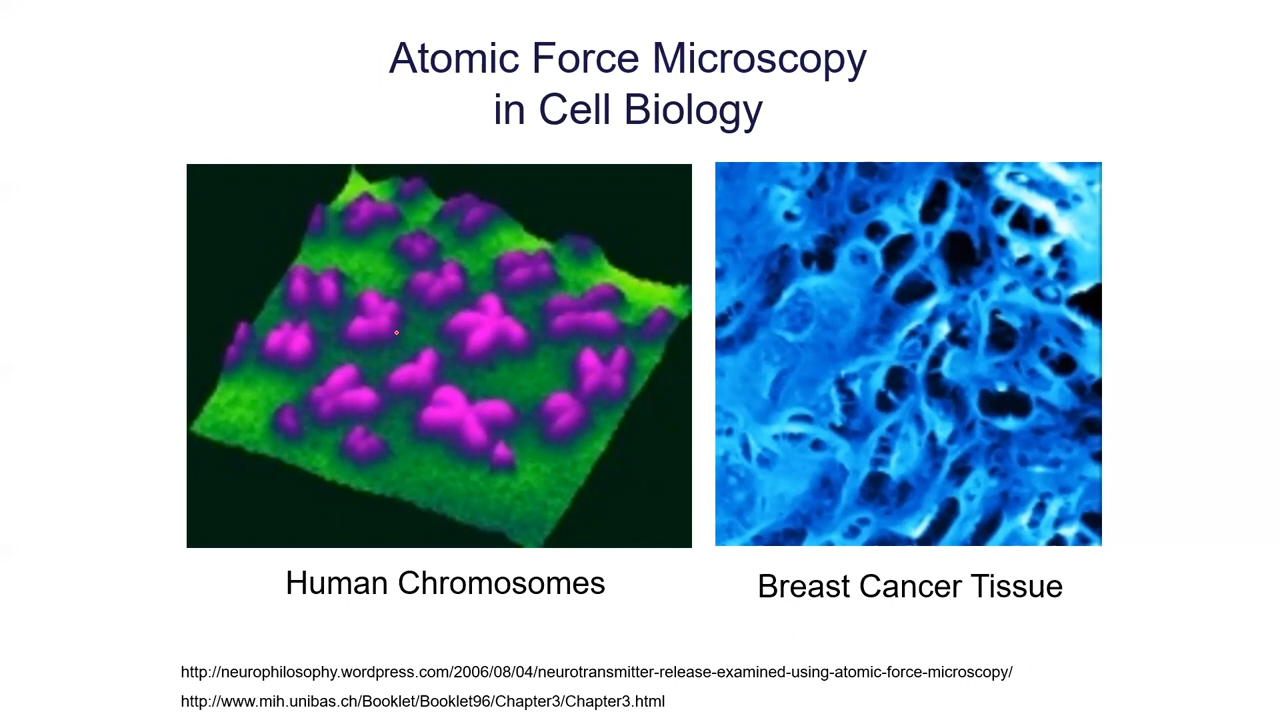 Atomic Force Microscopy
in Cell Biology
Human Chromosomes
Breast Cancer Tissue
http://neurophilosophy.wordpress.com/2006/08/04/neurotransmitter-release-examined-using-atomic-force-microscopy/
http://www.mih.unibas.ch/Booklet/Booklet96/Chapter3/Chapter3.html